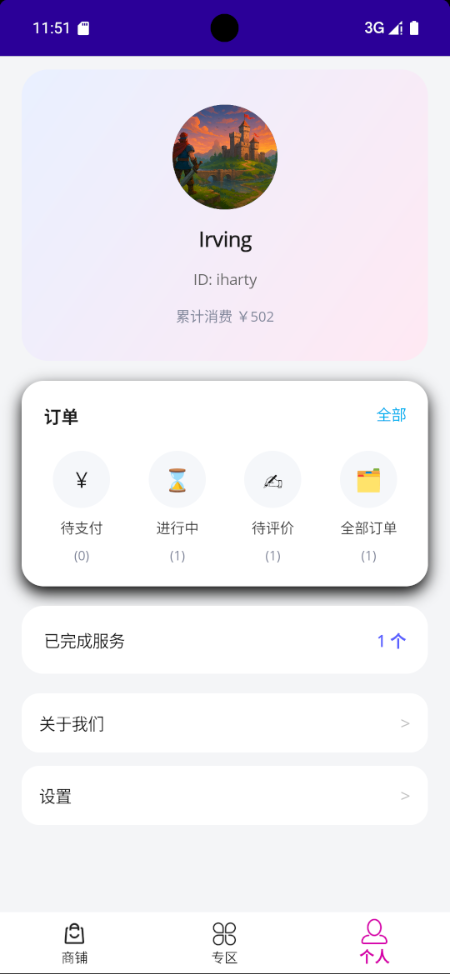 11:51
3G
Irving
ID: iharty
累计消费 ￥502
订单
全部
￥
待支付
进行中
待评价
全部订单
(0)
(1)
(1)
(1)
已完成服务
1 个
关于我们
>
设置
>
商铺
专区
个人